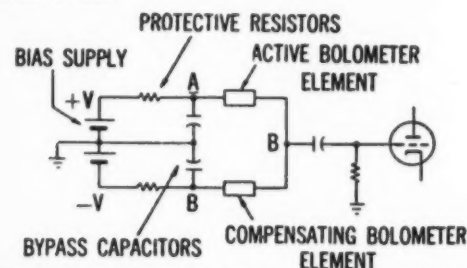 PROTECTIVE RESISTORS
ACTIVE BOLOMETER
ELEMENT
BIAS SUPPLY
+V
A
B
−V
B
BYPASS CAPACITORS
COMPENSATING BOLOMETER
ELEMENT